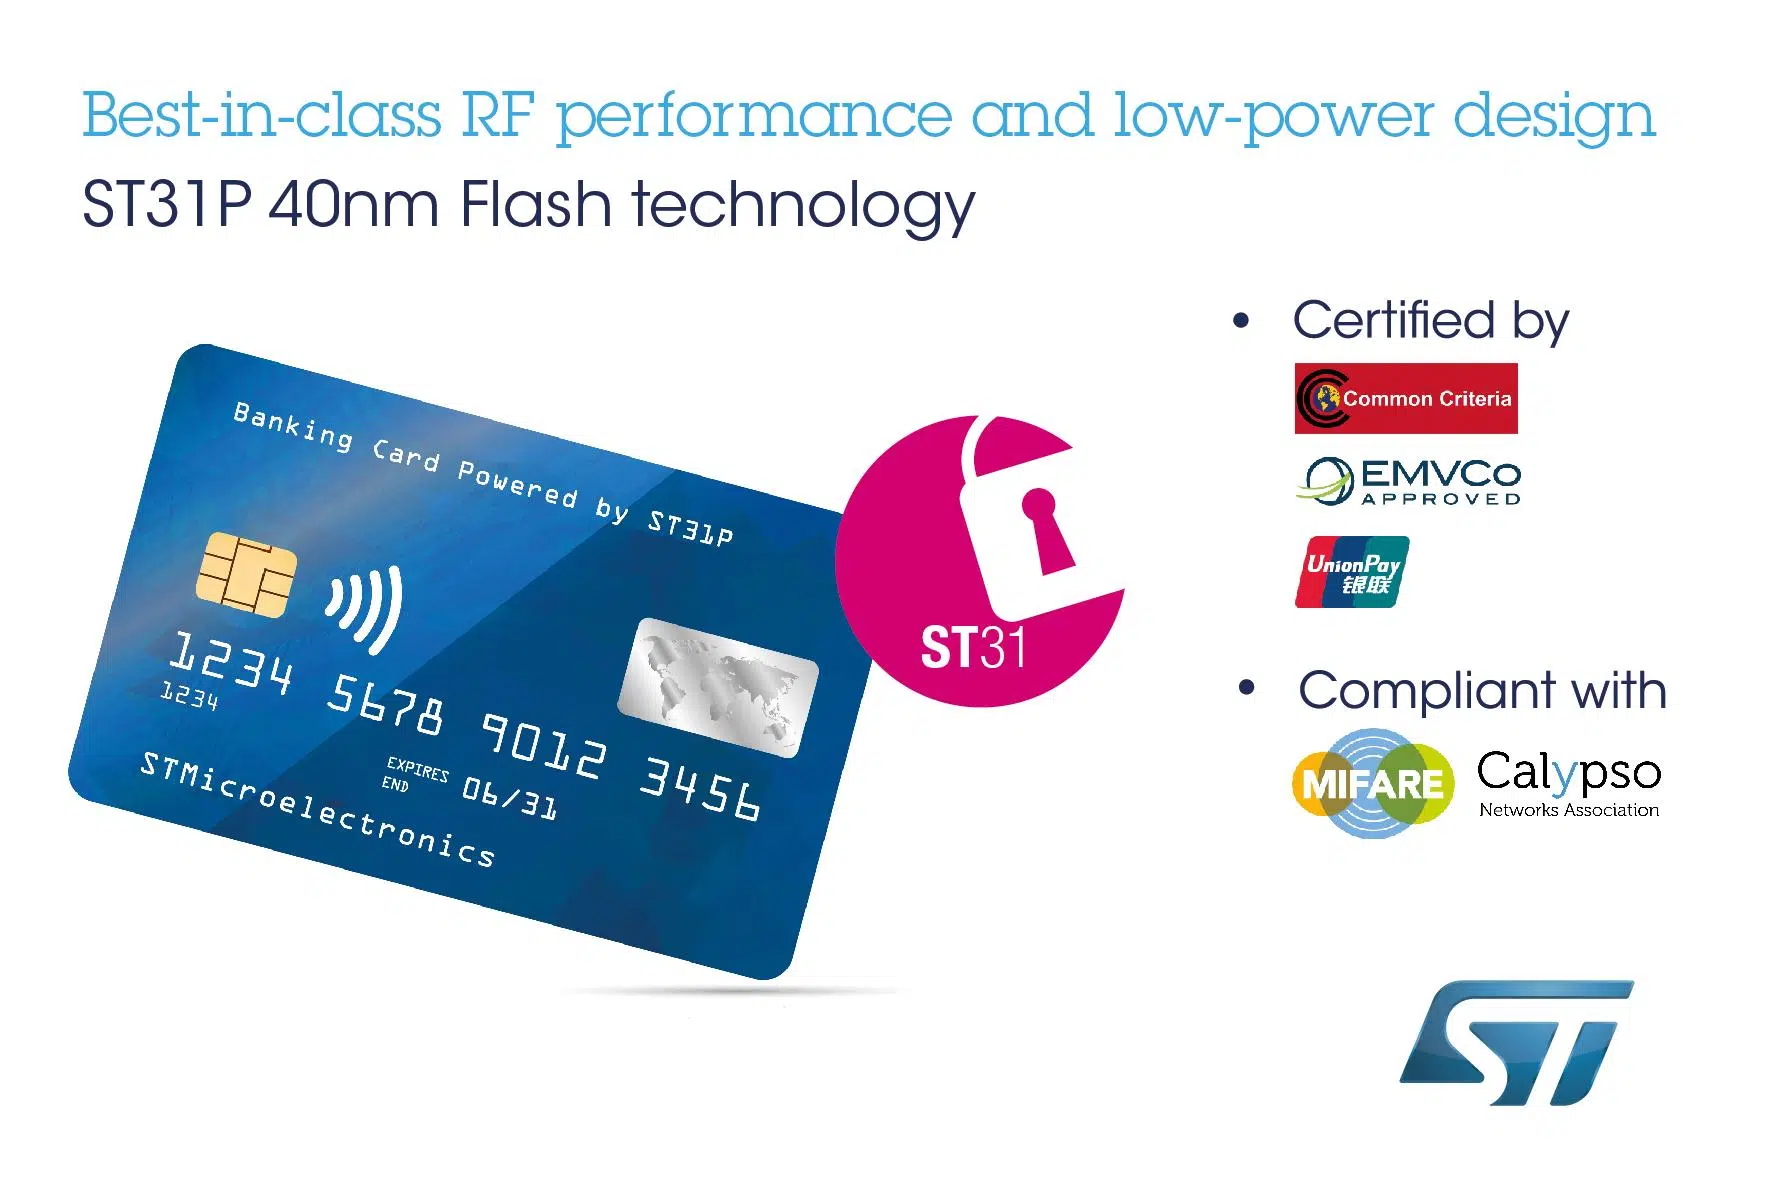 Best-in-class RF performance and low-power design
ST31P 40nm Flash technology
Banking Card Powered by ST31P
1234 5678 9012 3456
1234
EXPIRES
END
06/31
STMicroelectronics
ST31
• Certified by
Common Criteria
EMVCo
APPROVED
UnionPay
银联
• Compliant with
MIFARE
Calypso
Networks Association
ST